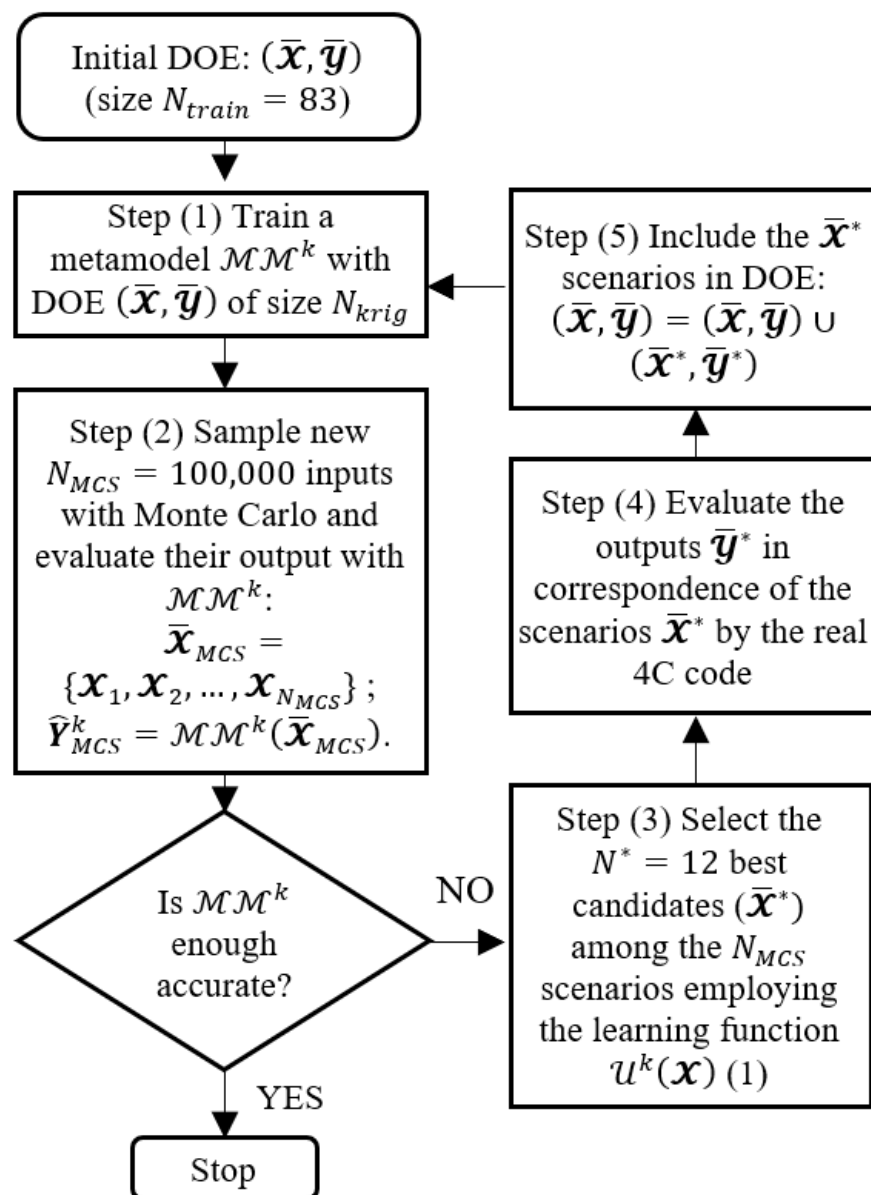 Initial DOE: (𝓧̄, 𝓨̄)
(size N_train = 83)
Step (1) Train a
metamodel ℳℳ^k with
DOE (𝓧̄, 𝓨̄) of size N_krig
Step (2) Sample new
N_MCS = 100,000 inputs
with Monte Carlo and
evaluate their output with
ℳℳ^k:
𝓧̄_MCS =
{𝓧_1, 𝓧_2, …, 𝓧_N_MCS} ;
Ŷ^k_MCS = ℳℳ^k(𝓧̄_MCS).
Is ℳℳ^k
enough
accurate?
NO
YES
Stop
Step (3) Select the
N* = 12 best
candidates (𝓧̄*)
among the N_MCS
scenarios employing
the learning function
𝒰^k(𝓧) (1)
Step (4) Evaluate the
outputs 𝓨̄* in
correspondence of the
scenarios 𝓧̄* by the real
4C code
Step (5) Include the 𝓧̄*
scenarios in DOE:
(𝓧̄, 𝓨̄) = (𝓧̄, 𝓨̄) ∪
(𝓧̄*, 𝓨̄*)